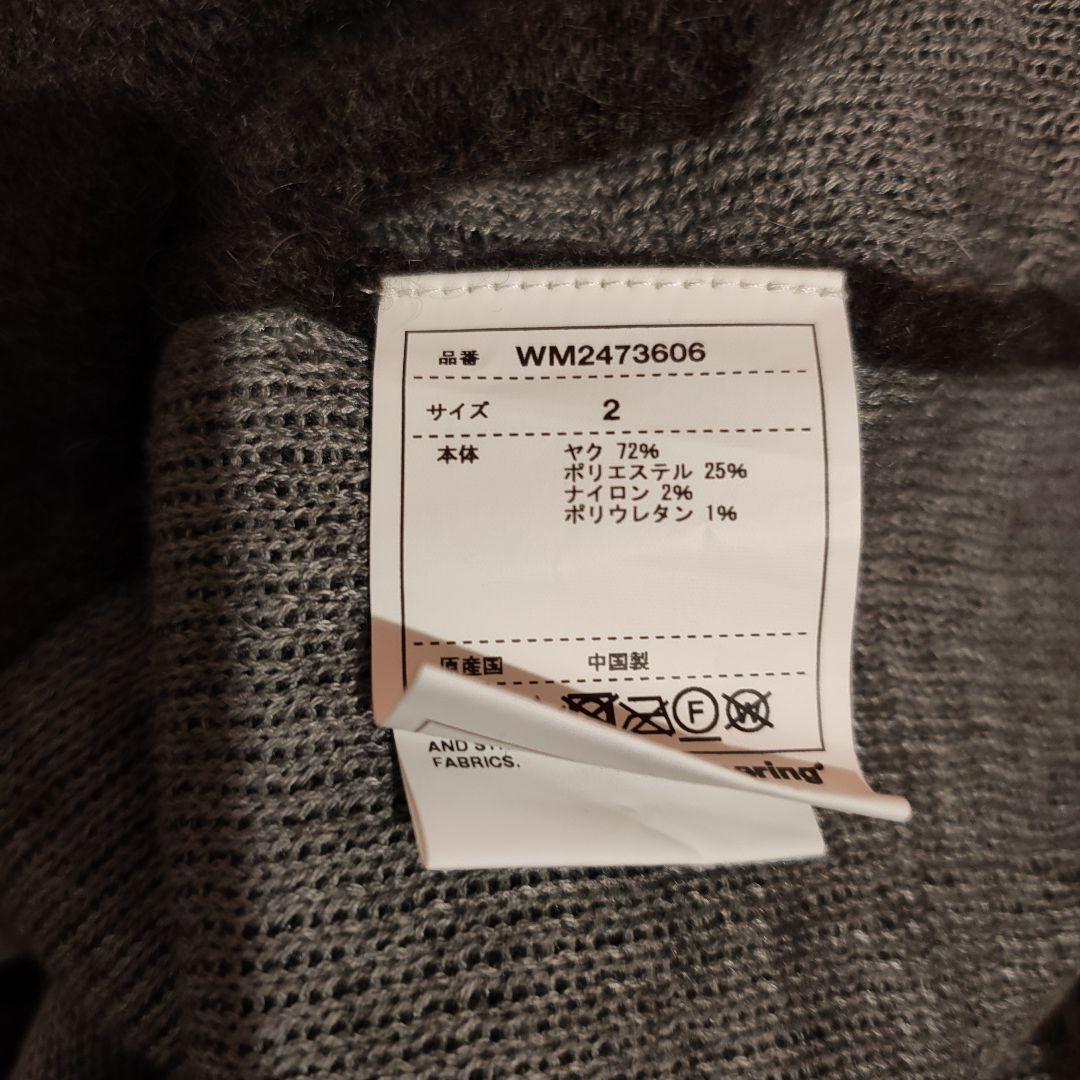 品番 WM2473606
サイズ 2
本体 ヤク 72%
ポリエステル 25%
ナイロン 2%
ポリウレタン 1%
原産国 中国製
F W
AND
FABRICS.